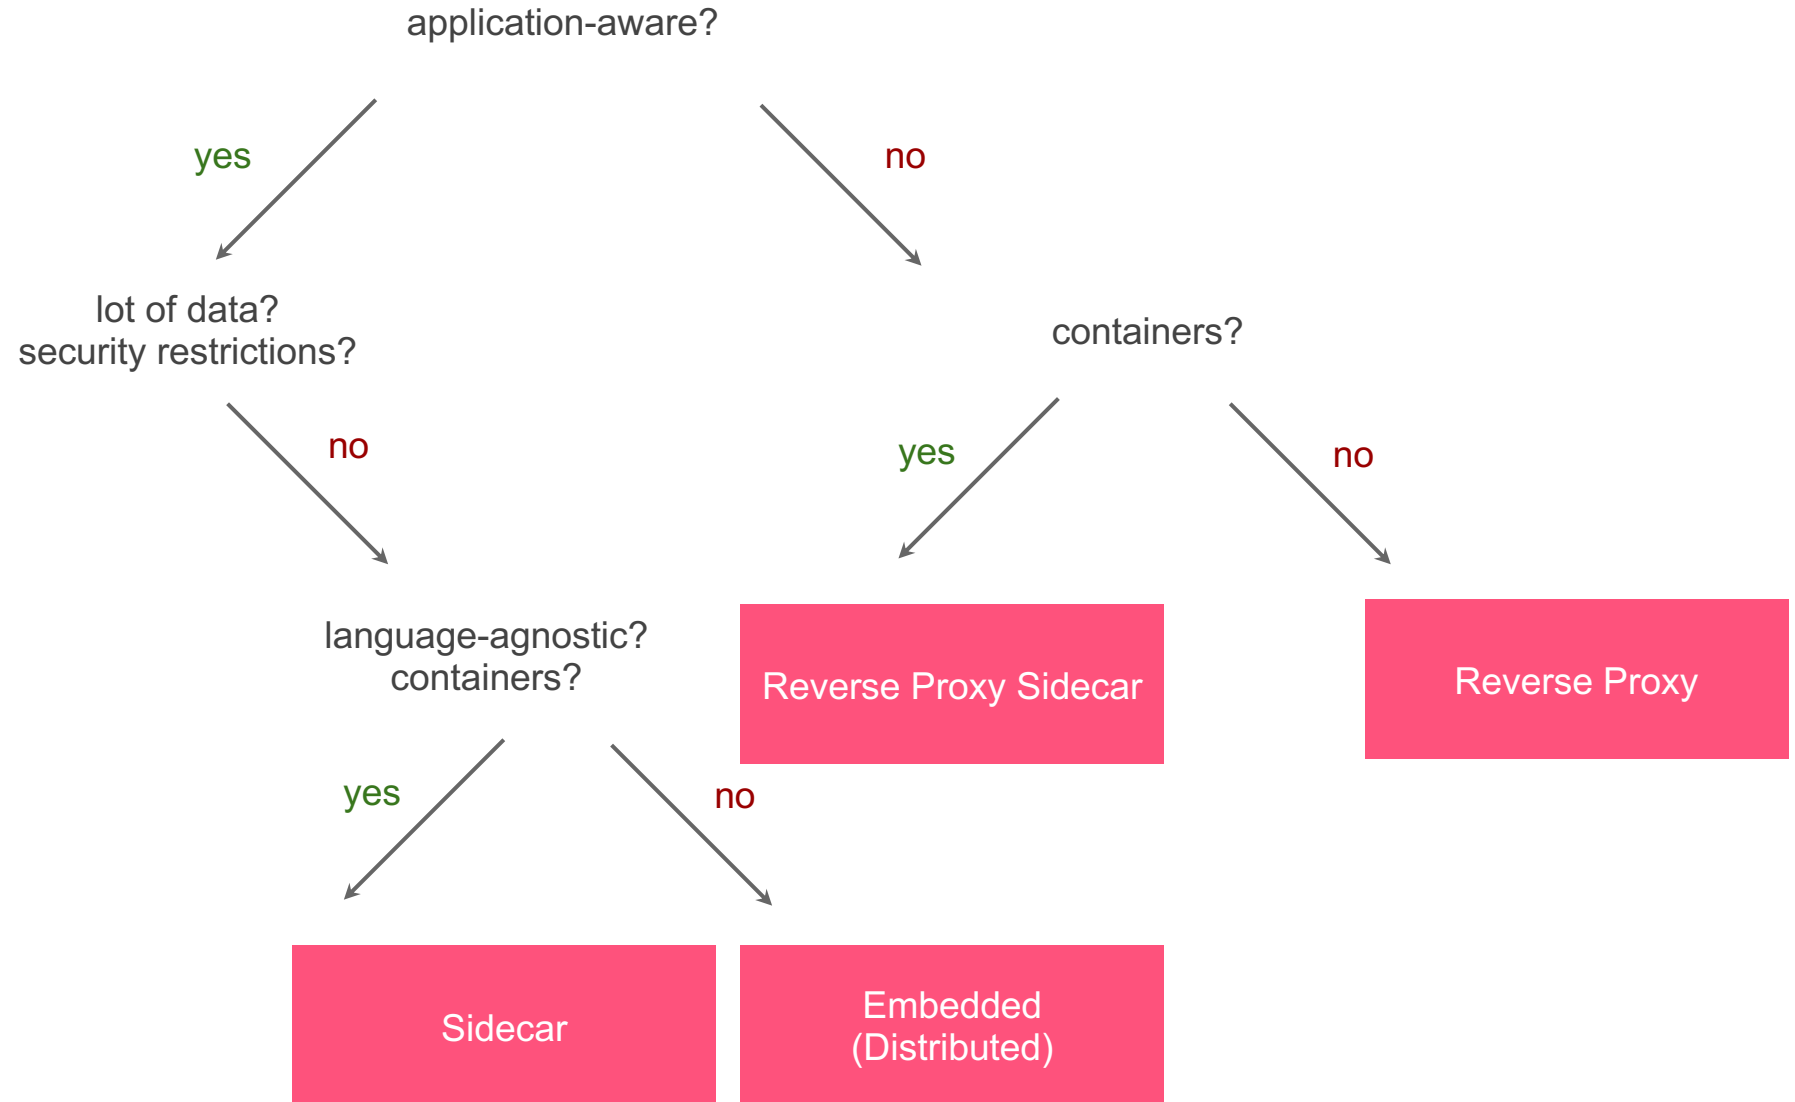 application-aware?
yes
no
lot of data?
security restrictions?
containers?
no
yes
no
language-agnostic?
containers?
Reverse Proxy Sidecar
Reverse Proxy
yes
no
Sidecar
Embedded
(Distributed)